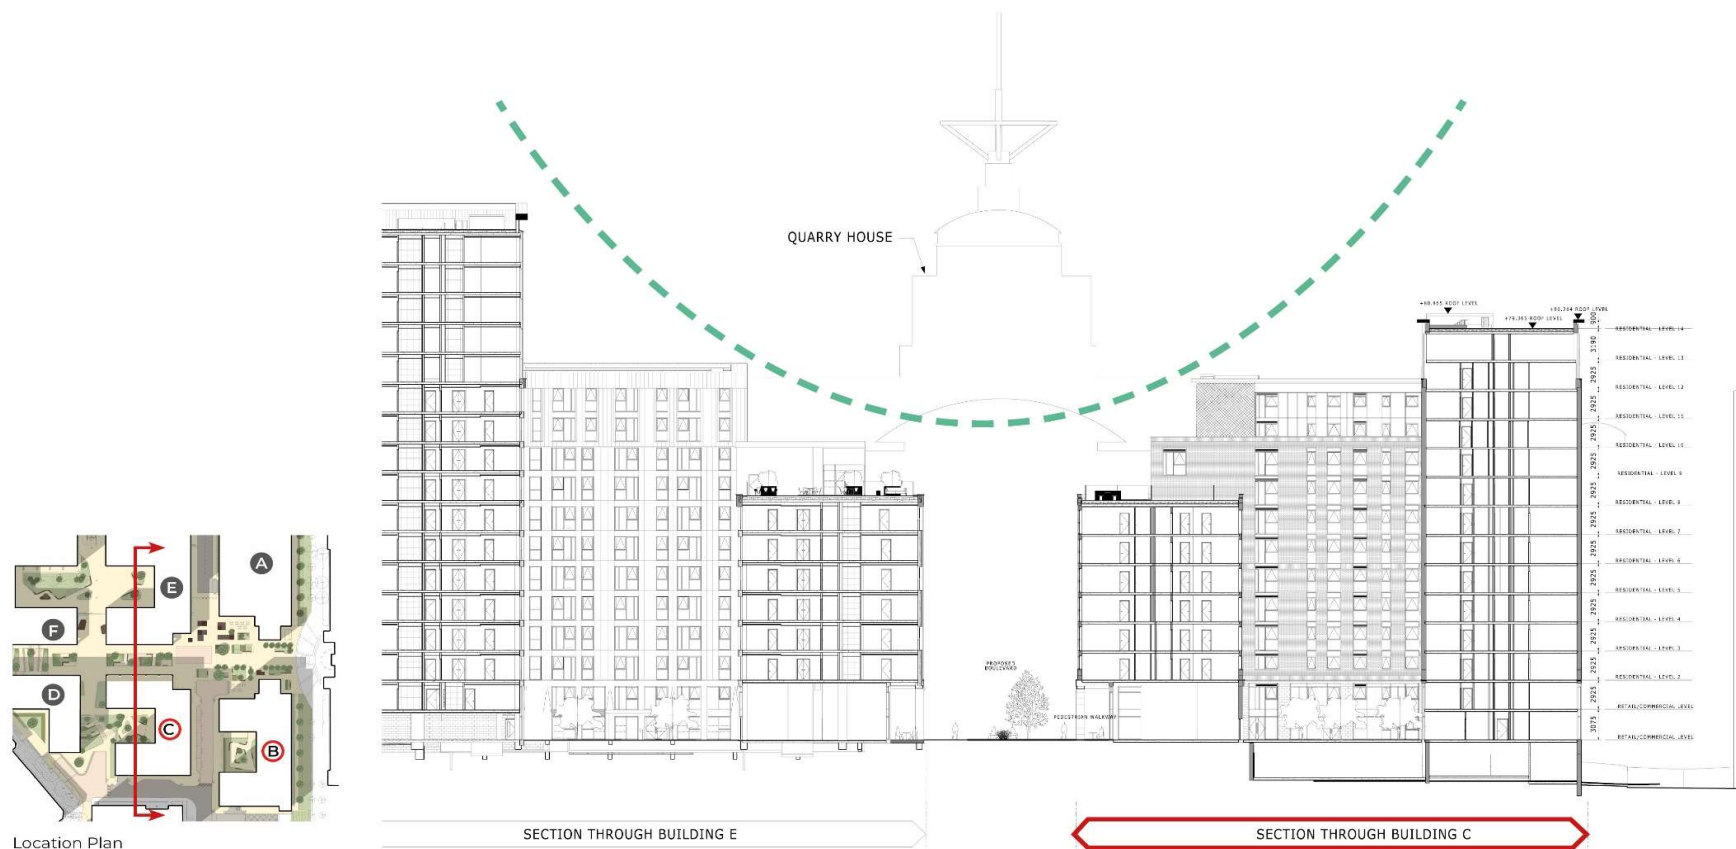 QUARRY HOUSE
PROPOSED
BOULEVARD
PEDESTRIAN WALKWAY
ROOF LEVEL
ROOF LEVEL
ROOF LEVEL
900
3190
2925
2925
2925
2925
2925
2925
2925
2925
2925
2925
2925
2925
3075
RESIDENTIAL - LEVEL 14
RESIDENTIAL - LEVEL 13
RESIDENTIAL - LEVEL 12
RESIDENTIAL - LEVEL 11
RESIDENTIAL - LEVEL 10
RESIDENTIAL - LEVEL 9
RESIDENTIAL - LEVEL 8
RESIDENTIAL - LEVEL 7
RESIDENTIAL - LEVEL 6
RESIDENTIAL - LEVEL 5
RESIDENTIAL - LEVEL 4
RESIDENTIAL - LEVEL 3
RESIDENTIAL - LEVEL 2
RETAIL/COMMERCIAL LEVEL
RETAIL/COMMERCIAL LEVEL
A
E
F
D
C
B
Location Plan
SECTION THROUGH BUILDING E
SECTION THROUGH BUILDING C